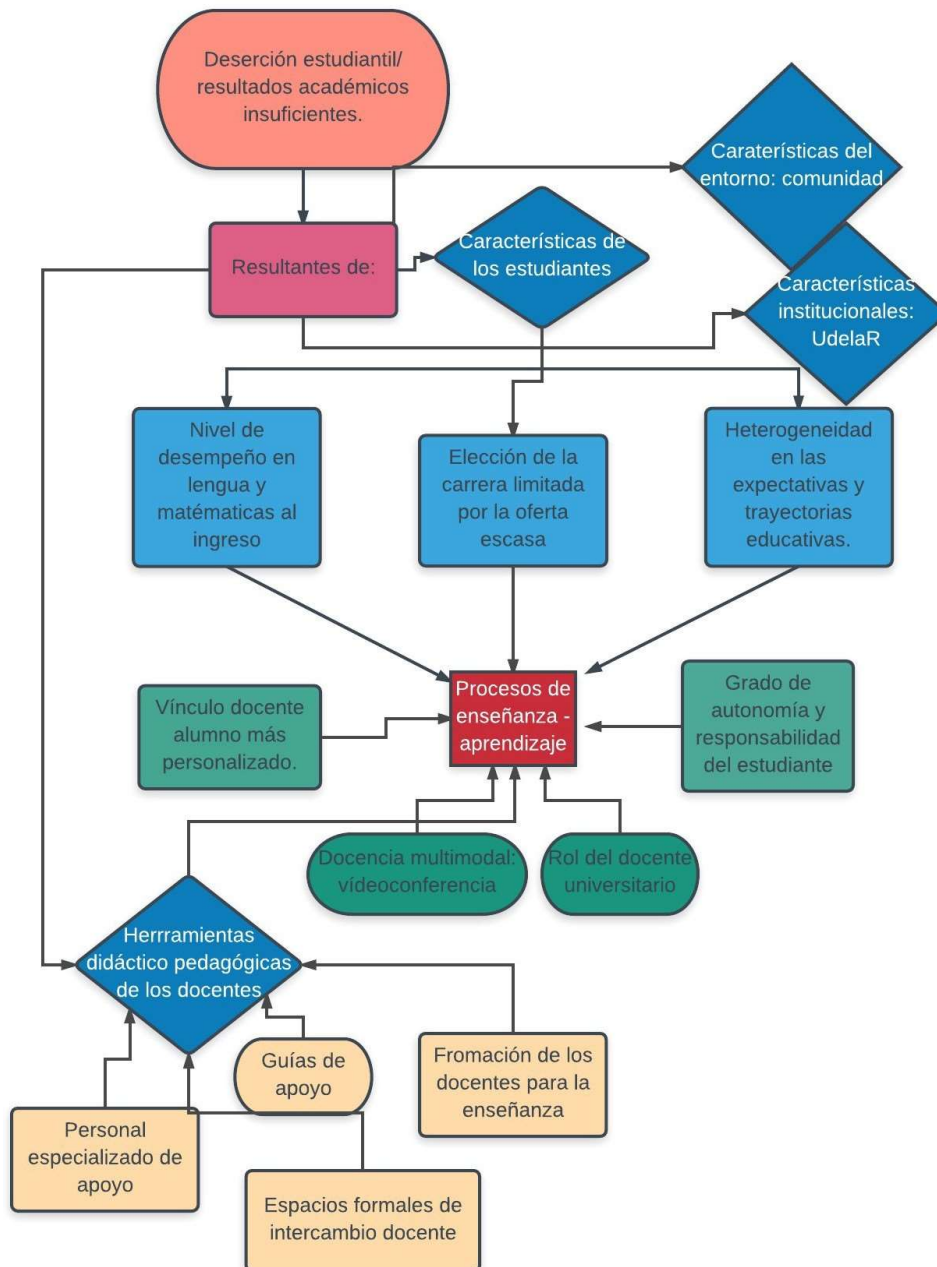 Deserción estudiantil/
resultados académicos
insuficientes.
Caraterísticas del
entorno: comunidad
Resultantes de:
Características de
los estudiantes
Características
institucionales:
UdelaR
Nivel de
desempeño en
lengua y
matématicas al
ingreso
Elección de la
carrera limitada
por la oferta
escasa
Heterogeneidad
en las
expectativas y
trayectorias
educativas.
Procesos de
enseñanza -
aprendizaje
Vínculo docente
alumno más
personalizado.
Grado de
autonomía y
responsabilidad
del estudiante
Docencia multimodal:
vídeoconferencia
Rol del docente
universitario
Herrramientas
didáctico pedagógicas
de los docentes
Guías de
apoyo
Fromación de los
docentes para la
enseñanza
Personal
especializado de
apoyo
Espacios formales de
intercambio docente